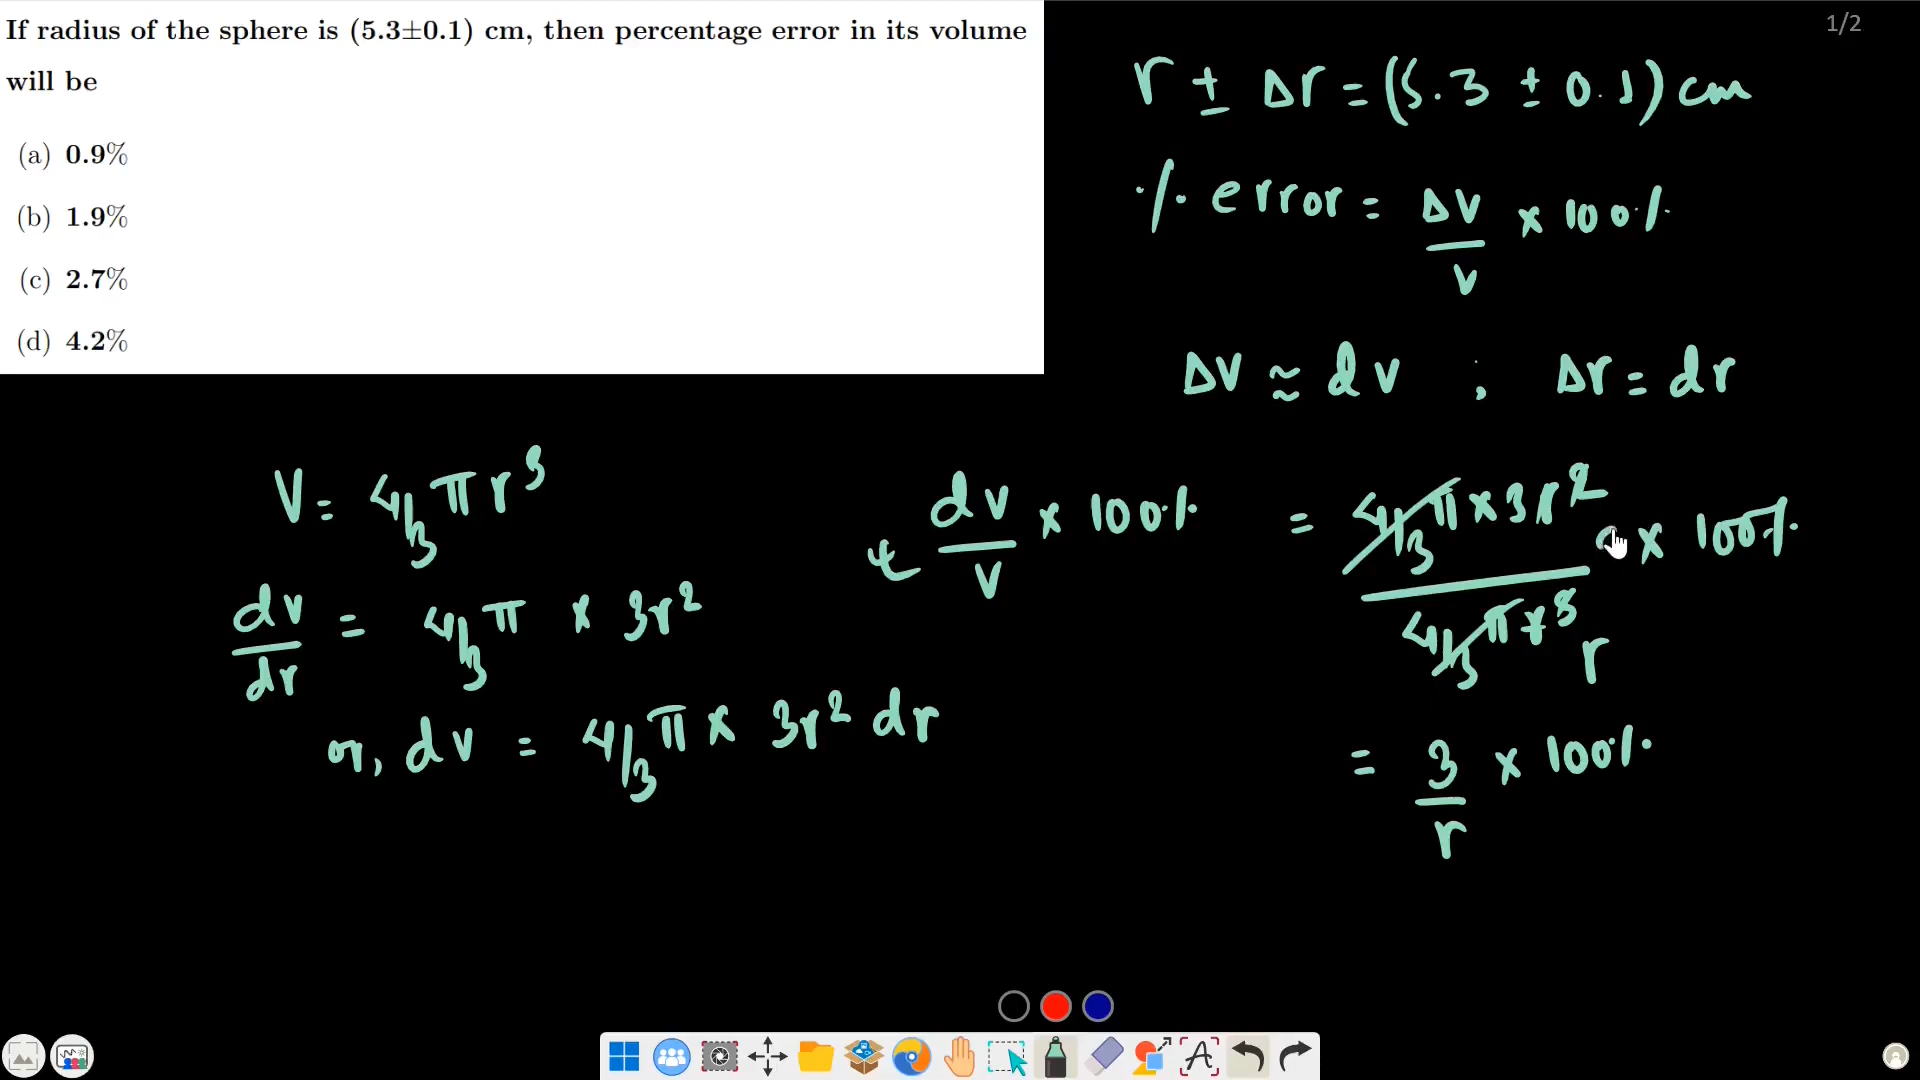 If radius of the sphere is (5.3±0.1) cm, then percentage error in its volume
will be
(a) 0.9%
(b) 1.9%
(c) 2.7%
(d) 4.2%
1/2
r ± Δr = (5.3 ± 0.1) cm
% error = ΔV/V × 100%
ΔV ≈ dV ; Δr = dr
V = 4/3 π r³
dV/dr = 4/3 π × 3r²
or, dV = 4/3 π × 3r² dr
dV/V × 100% = 4/3 π × 3r² / 4/3 π r³ × 100%
r
= 3/r × 100%